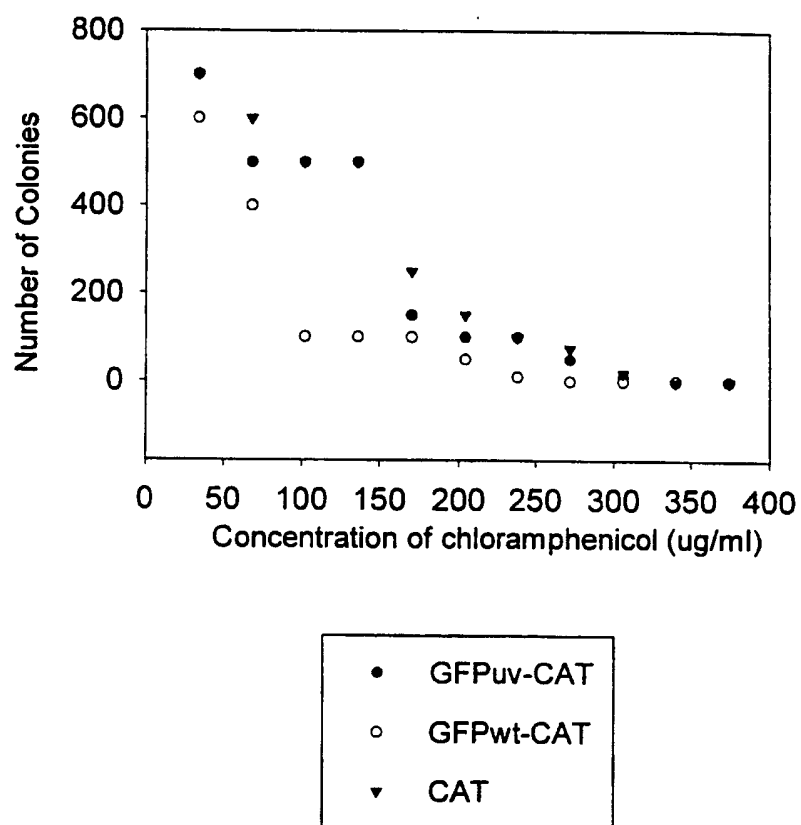 800
600
400
200
0
Number of Colonies
0 50 100 150 200 250 300 350 400
Concentration of chloramphenicol (ug/ml)
GFPuv-CAT
GFPwt-CAT
CAT